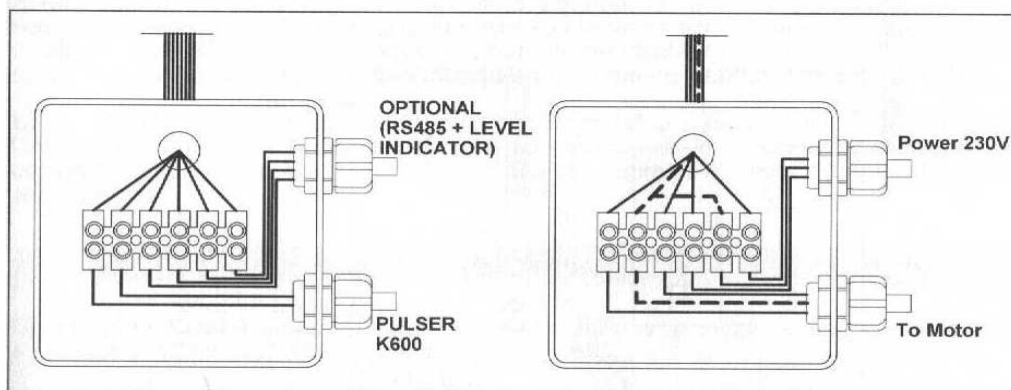 OPTIONAL
(RS485 + LEVEL
INDICATOR)
PULSER
K600
Power 230V
To Motor